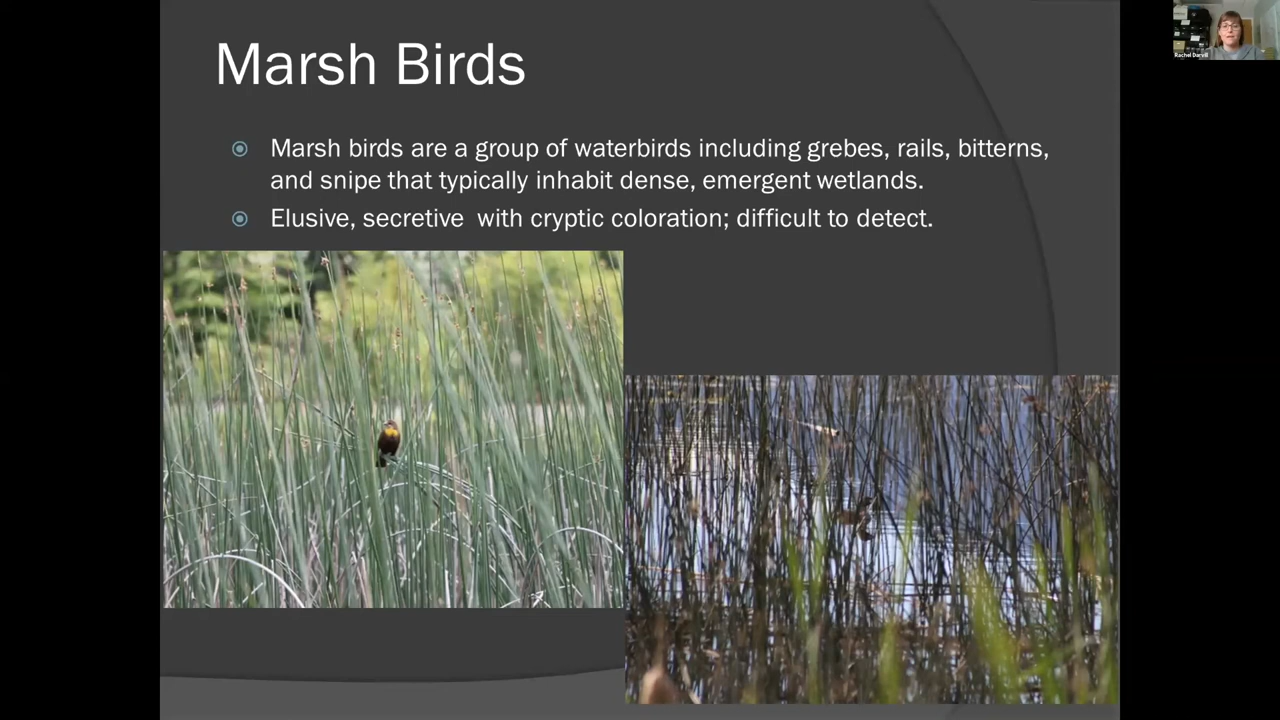 Marsh Birds
Marsh birds are a group of waterbirds including grebes, rails, bitterns,
and snipe that typically inhabit dense, emergent wetlands.
Elusive, secretive  with cryptic coloration; difficult to detect.
Rachel